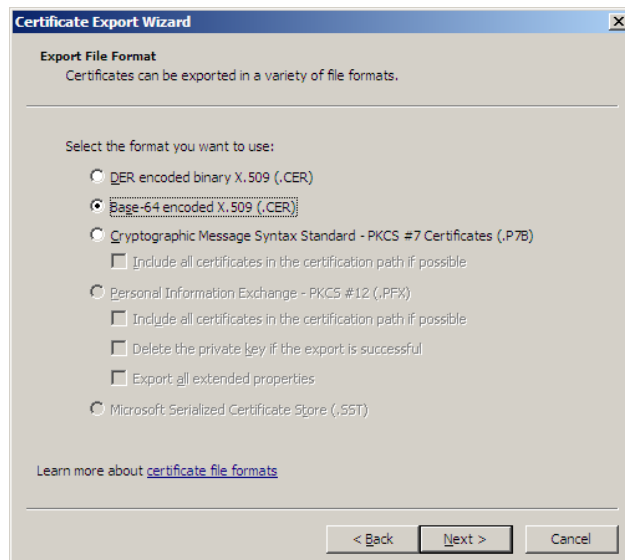 Certificate Export Wizard
Export File Format
Certificates can be exported in a variety of file formats.
Select the format you want to use:
DER encoded binary X.509 (.CER)
Base-64 encoded X.509 (.CER)
Cryptographic Message Syntax Standard - PKCS #7 Certificates (.P7B)
Include all certificates in the certification path if possible
Personal Information Exchange - PKCS #12 (.PFX)
Include all certificates in the certification path if possible
Delete the private key if the export is successful
Export all extended properties
Microsoft Serialized Certificate Store (.SST)
Learn more about certificate file formats
< Back Next > Cancel